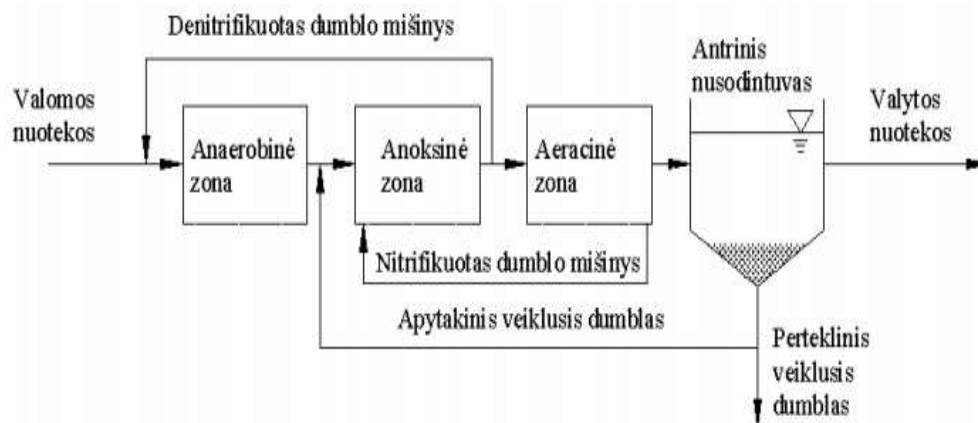 Denitrifikuotas dumblo mišinys
Valomos
nuotekos
Anaerobinė
zona
Anoksinė
zona
Aeracinė
zona
Antrinis
nusodintuvas
Valytos
nuotekos
Nitrifikuotas dumblo mišinys
Apytakinis veiklusis dumblas
Perteklinis
veiklusis
dumblas